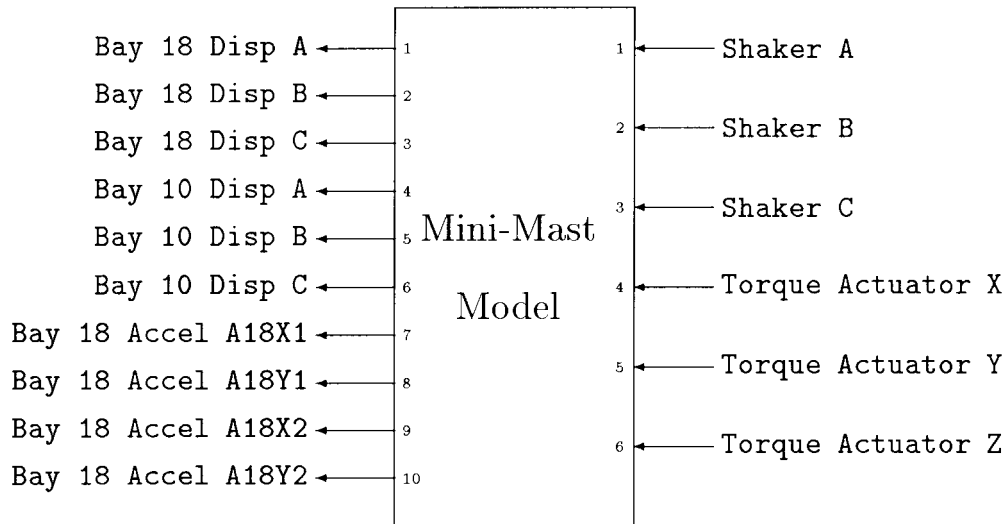 Bay 18 Disp A 1
Bay 18 Disp B 2
Bay 18 Disp C 3
Bay 10 Disp A 4
Bay 10 Disp B 5
Bay 10 Disp C 6
Bay 18 Accel A18X1 7
Bay 18 Accel A18Y1 8
Bay 18 Accel A18X2 9
Bay 18 Accel A18Y2 10
Mini-Mast
Model
1 Shaker A
2 Shaker B
3 Shaker C
4 Torque Actuator X
5 Torque Actuator Y
6 Torque Actuator Z